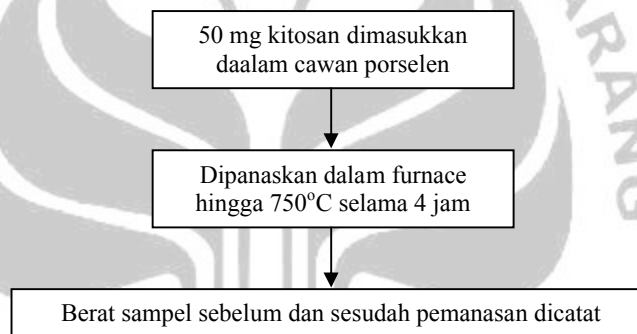 50 mg kitosan dimasukkan
daalam cawan porselen
Dipanaskan dalam furnace
hingga 750°C selama 4 jam
Berat sampel sebelum dan sesudah pemanasan dicatat